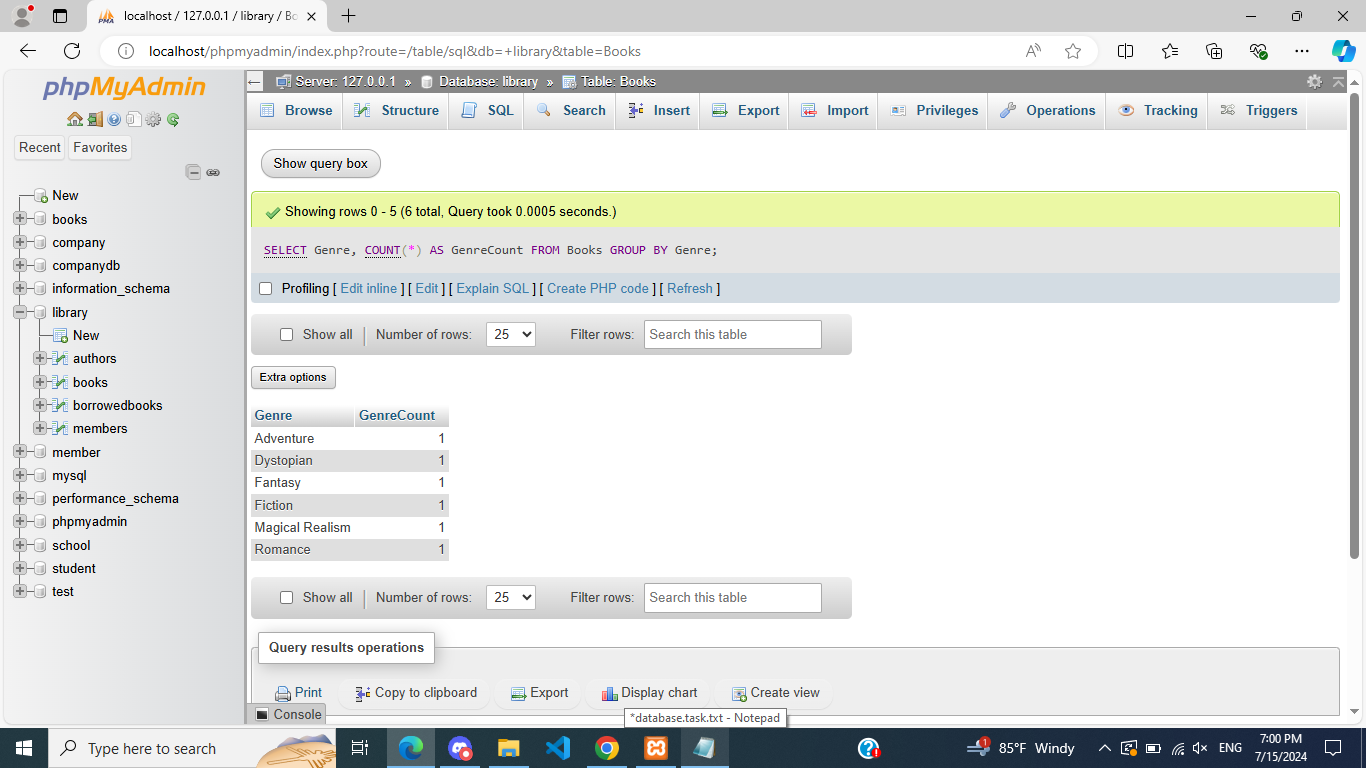 localhost / 127.0.0.1 / library / Bo
localhost/phpmyadmin/index.php?route=/table/sql&db=+library&table=Books
phpMyAdmin
Recent
Favorites
New
books
company
companydb
information_schema
library
New
authors
books
borrowedbooks
members
member
mysql
performance_schema
phpmyadmin
school
student
test
Server: 127.0.0.1 » Database: library » Table: Books
Browse Structure SQL Search Insert Export Import Privileges Operations Tracking Triggers
Show query box
Showing rows 0 - 5 (6 total, Query took 0.0005 seconds.)
SELECT Genre, COUNT(*) AS GenreCount FROM Books GROUP BY Genre;
Profiling [ Edit inline ] [ Edit ] [ Explain SQL ] [ Create PHP code ] [ Refresh ]
Show all | Number of rows: 25 Filter rows: Search this table
Extra options
Genre GenreCount
Adventure 1
Dystopian 1
Fantasy 1
Fiction 1
Magical Realism 1
Romance 1
Show all | Number of rows: 25 Filter rows: Search this table
Query results operations
Print Copy to clipboard Export Display chart Create view
Console
*database.task.txt - Notepad
Type here to search
1
85°F Windy
ENG
7:00 PM
7/15/2024